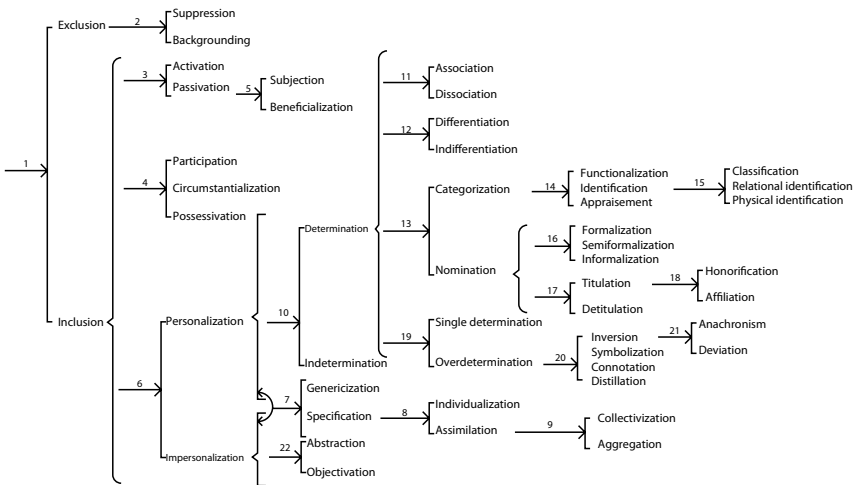 Suppression
Exclusion 2
Backgrounding
Activation
3
Passivation 5 Subjection
Beneficialization
1
Participation
4 Circumstantialization
Possessivation
Inclusion
6
Personalization
Impersonalization
10
Determination
Indetermination
11
Association
Dissociation
12
Differentiation
Indifferentiation
13
Categorization 14
Functionalization
Identification 15
Appraisement
Classification
Relational identification
Physical identification
Nomination
16
Formalization
Semiformalization
Informalization
17
Titulation 18
Detitulation
Honorification
Affiliation
19
Single determination
Overdetermination 20
Inversion 21
Symbolization
Connotation
Distillation
Anachronism
Deviation
7
Genericization
Specification 8
Individualization
Assimilation 9
Collectivization
Aggregation
22
Abstraction
Objectivation